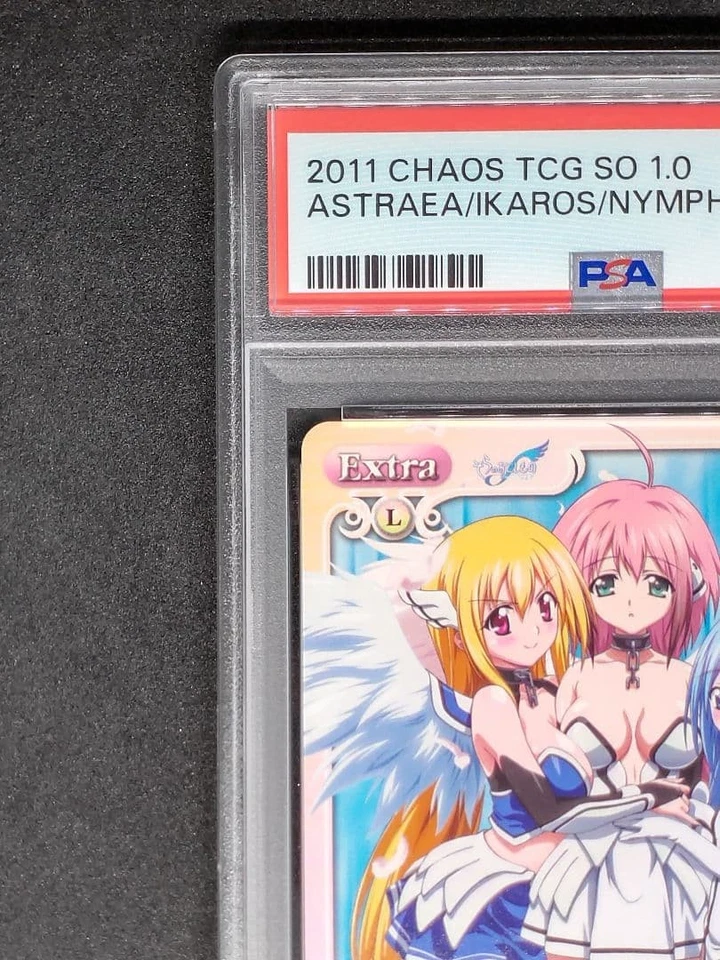 2011 CHAOS TCG SO 1.0
ASTRAEA/IKAROS/NYMPH
PSA
Extra
L